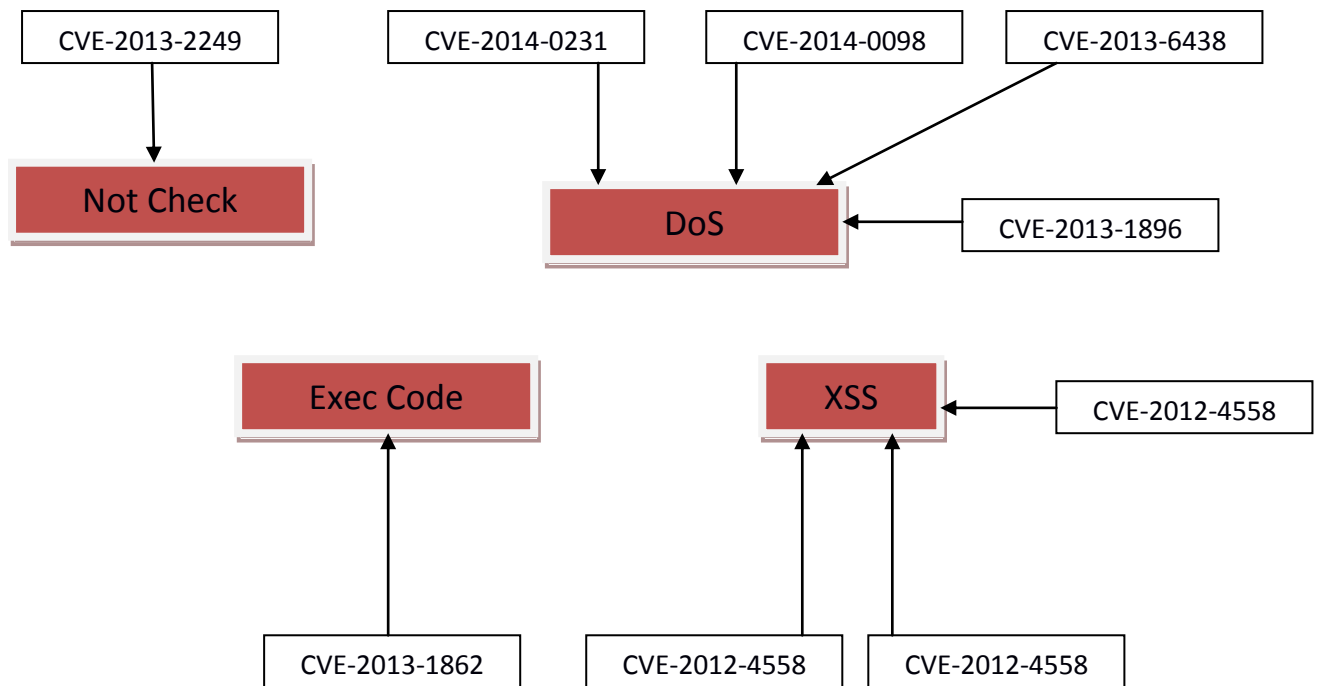 CVE-2013-2249
CVE-2014-0231
CVE-2014-0098
CVE-2013-6438
Not Check
DoS
CVE-2013-1896
Exec Code
XSS
CVE-2012-4558
CVE-2013-1862
CVE-2012-4558
CVE-2012-4558